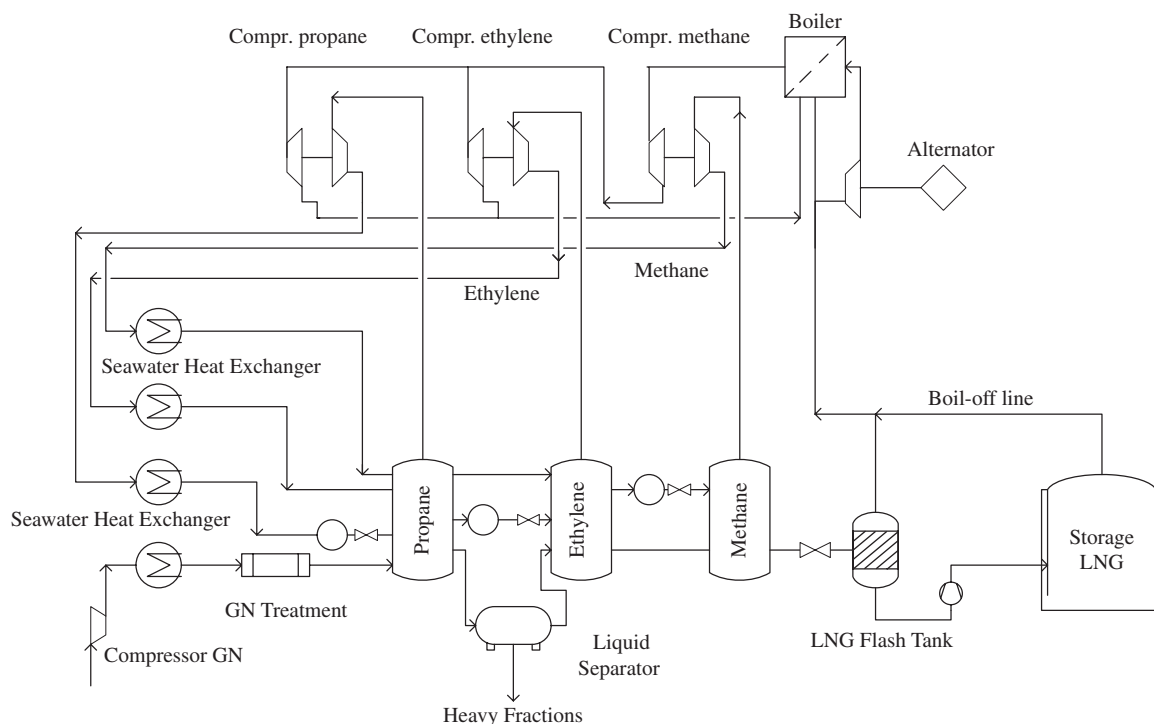 Boiler
Compr. propane
Compr. ethylene
Compr. methane
Alternator
Methane
Ethylene
Seawater Heat Exchanger
Boil-off line
Seawater Heat Exchanger
Propane
Ethylene
Methane
Storage
LNG
GN Treatment
Compressor GN
Liquid
Separator
LNG Flash Tank
Heavy Fractions